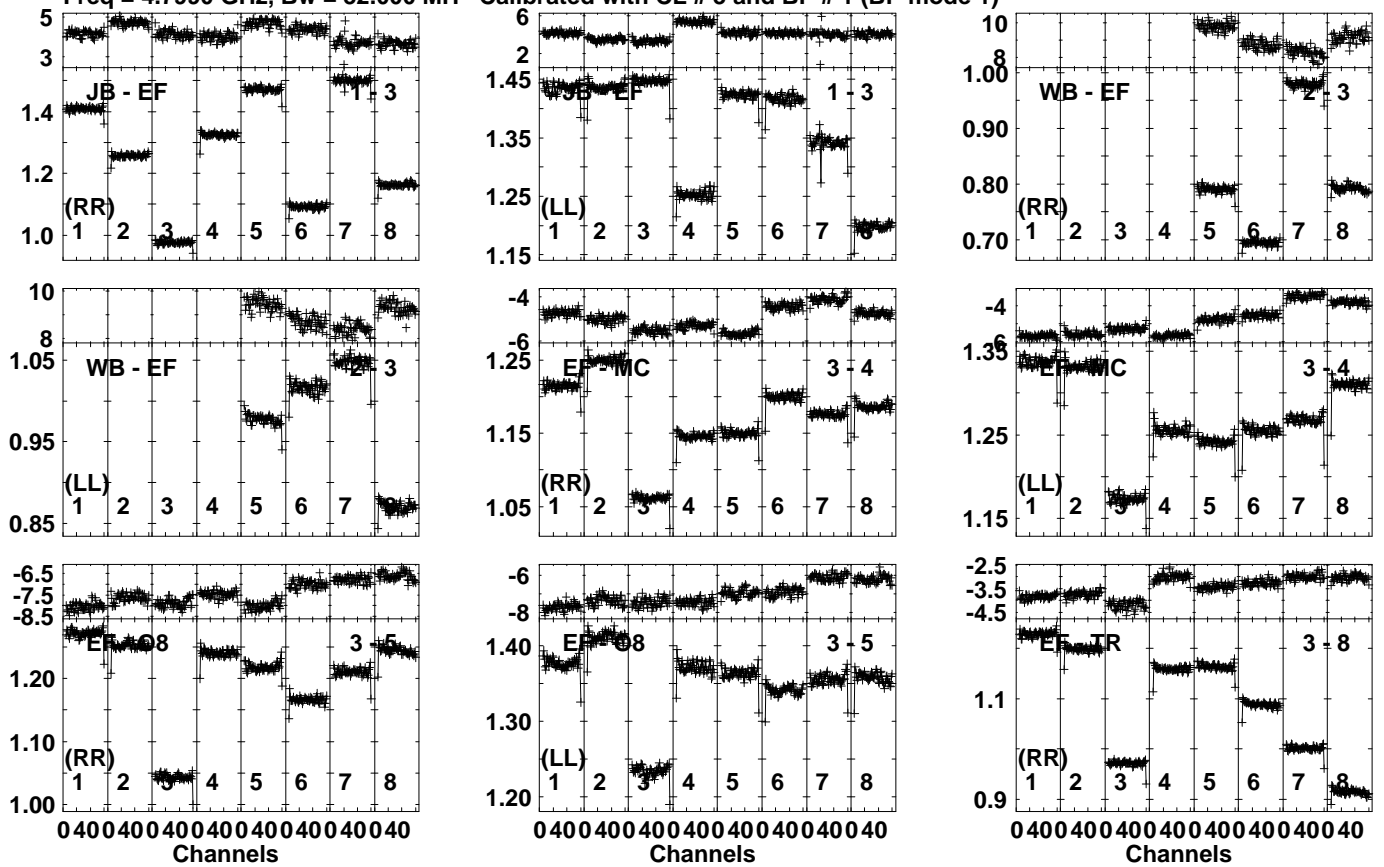 Freq = 4.7990 GHz, Bw = 32.000 MH Calibrated with CL # 3 and BP # 1 (BP mode 1)
5
3
1.4
1.2
1.0
JB - EF
1 - 3
(RR)
1 2 3 4 5 6 7 8
6
2
1.45
1.35
1.25
1.15
JB - EF
1 - 3
(LL)
1 2 3 4 5 6 7 8
10
8
1.00
0.90
0.80
0.70
WB - EF
2 - 3
(RR)
1 2 3 4 5 6 7 8
10
8
1.05
0.95
0.85
WB - EF
2 - 3
(LL)
1 2 3 4 5 6 7 8
-4
-6
1.25
1.15
1.05
EF - MC
3 - 4
(RR)
1 2 3 4 5 6 7 8
-4
-6
1.35
1.25
1.15
EF - MC
3 - 4
(LL)
1 2 3 4 5 6 7 8
-6.5
-7.5
-8.5
1.20
1.10
1.00
EF - O8
3 - 5
(RR)
1 2 3 4 5 6 7 8
0 40 0 40 0 40 0 40 0 40 0 40 0 40 0 40
Channels
-6
-8
1.40
1.30
1.20
EF - O8
3 - 5
(LL)
1 2 3 4 5 6 7 8
0 40 0 40 0 40 0 40 0 40 0 40 0 40 0 40
Channels
-2.5
-3.5
-4.5
1.1
0.9
EF - TR
3 - 8
(RR)
1 2 3 4 5 6 7 8
0 40 0 40 0 40 0 40 0 40 0 40 0 40 0 40
Channels